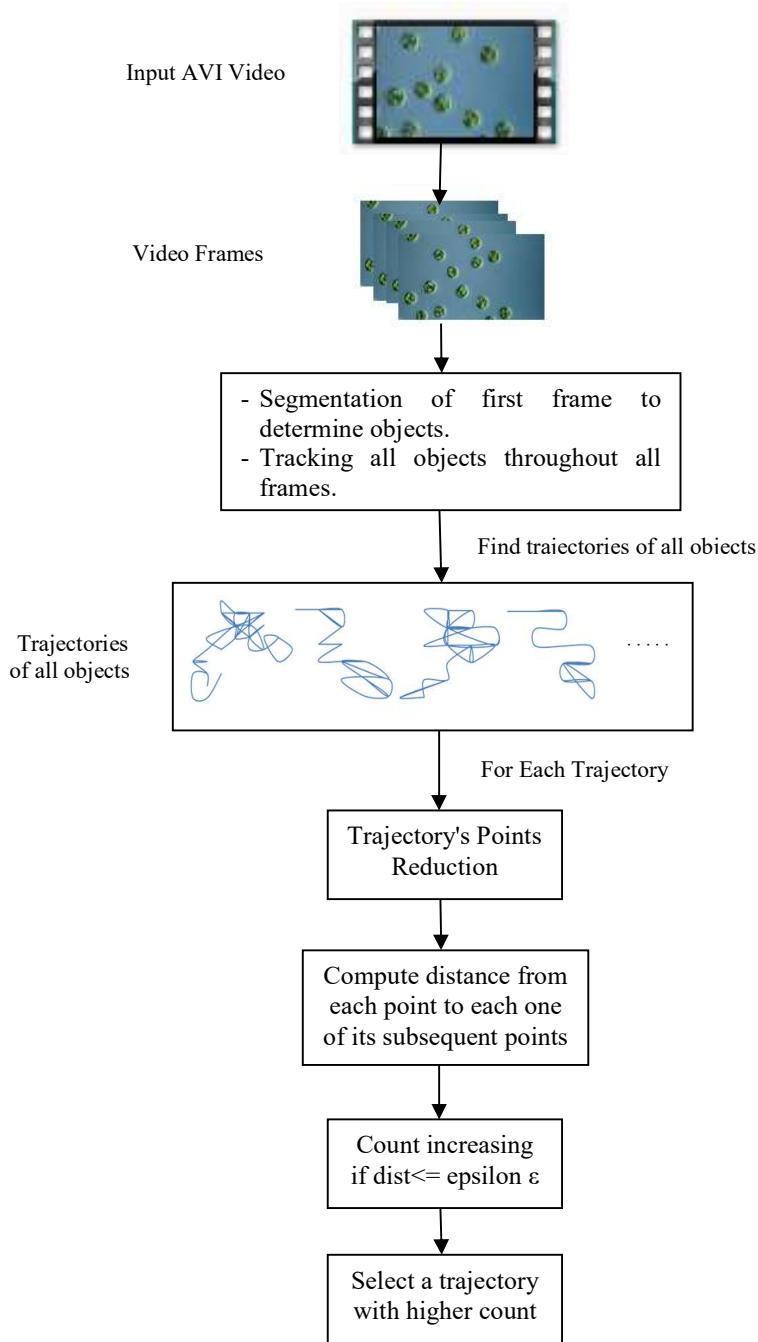 Input AVI Video
Video Frames
- Segmentation of first frame to
determine objects.
- Tracking all objects throughout all
frames.
Find trajectories of all objects
Trajectories
of all objects
. . . . .
For Each Trajectory
Trajectory's Points
Reduction
Compute distance from
each point to each one
of its subsequent points
Count increasing
if dist<= epsilon ε
Select a trajectory
with higher count